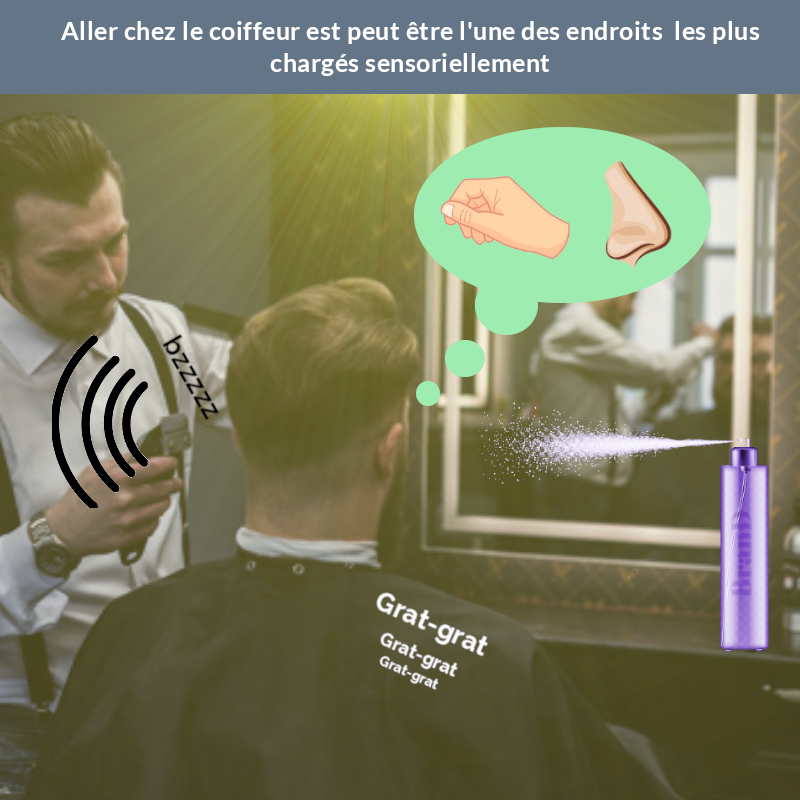 Aller chez le coiffeur est peut être l'une des endroits les plus
chargés sensoriellement
bzzzzz
Grat-grat
Grat-grat
Grat-grat
Brand